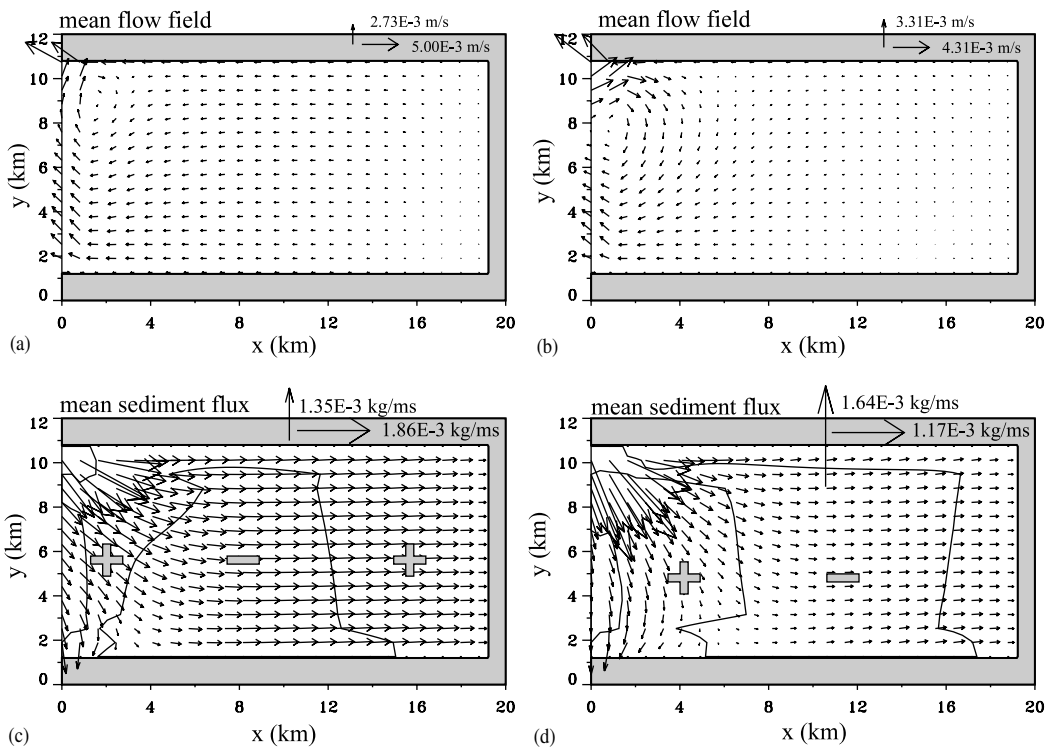 mean flow field
2.73E-3 m/s
5.00E-3 m/s
12
10
8
6
4
2
0
y (km)
0 4 8 12 16 20
x (km)
(a)
mean flow field
3.31E-3 m/s
4.31E-3 m/s
12
10
8
6
4
2
0
y (km)
0 4 8 12 16 20
x (km)
(b)
mean sediment flux
1.35E-3 kg/ms
1.86E-3 kg/ms
12
10
8
6
4
2
0
y (km)
0 4 8 12 16 20
x (km)
(c)
mean sediment flux
1.64E-3 kg/ms
1.17E-3 kg/ms
12
10
8
6
4
2
0
y (km)
0 4 8 12 16 20
x (km)
(d)